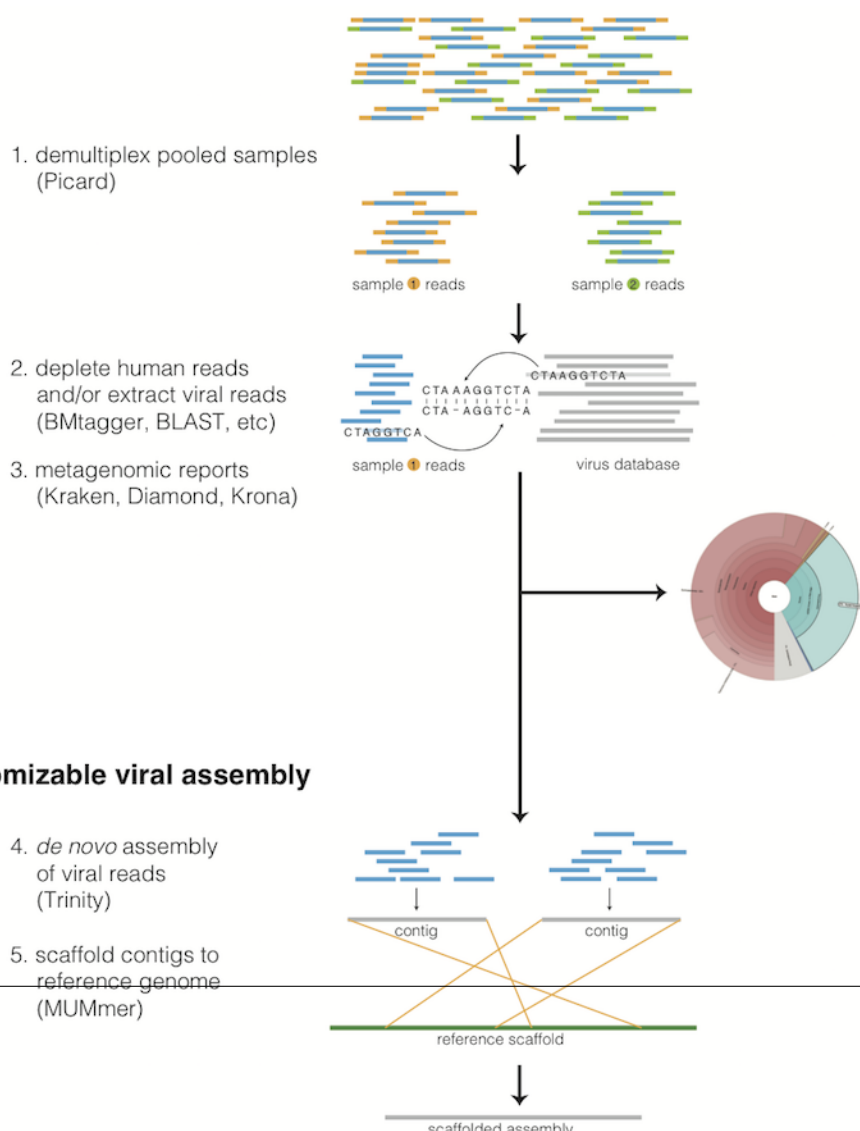 1. demultiplex pooled samples
(Picard)
sample 1 reads
sample 2 reads
2. deplete human reads
and/or extract viral reads
(BMtagger, BLAST, etc)
CTAAGGTCTA
CTAAAGGTCTA
CTA-AGGTC-A
CTAGGTCA
sample 1 reads
virus database
3. metagenomic reports
(Kraken, Diamond, Krona)
omizable viral assembly
4. de novo assembly
of viral reads
(Trinity)
contig
contig
5. scaffold contigs to
reference genome
(MUMmer)
reference scaffold
scaffolded assembly